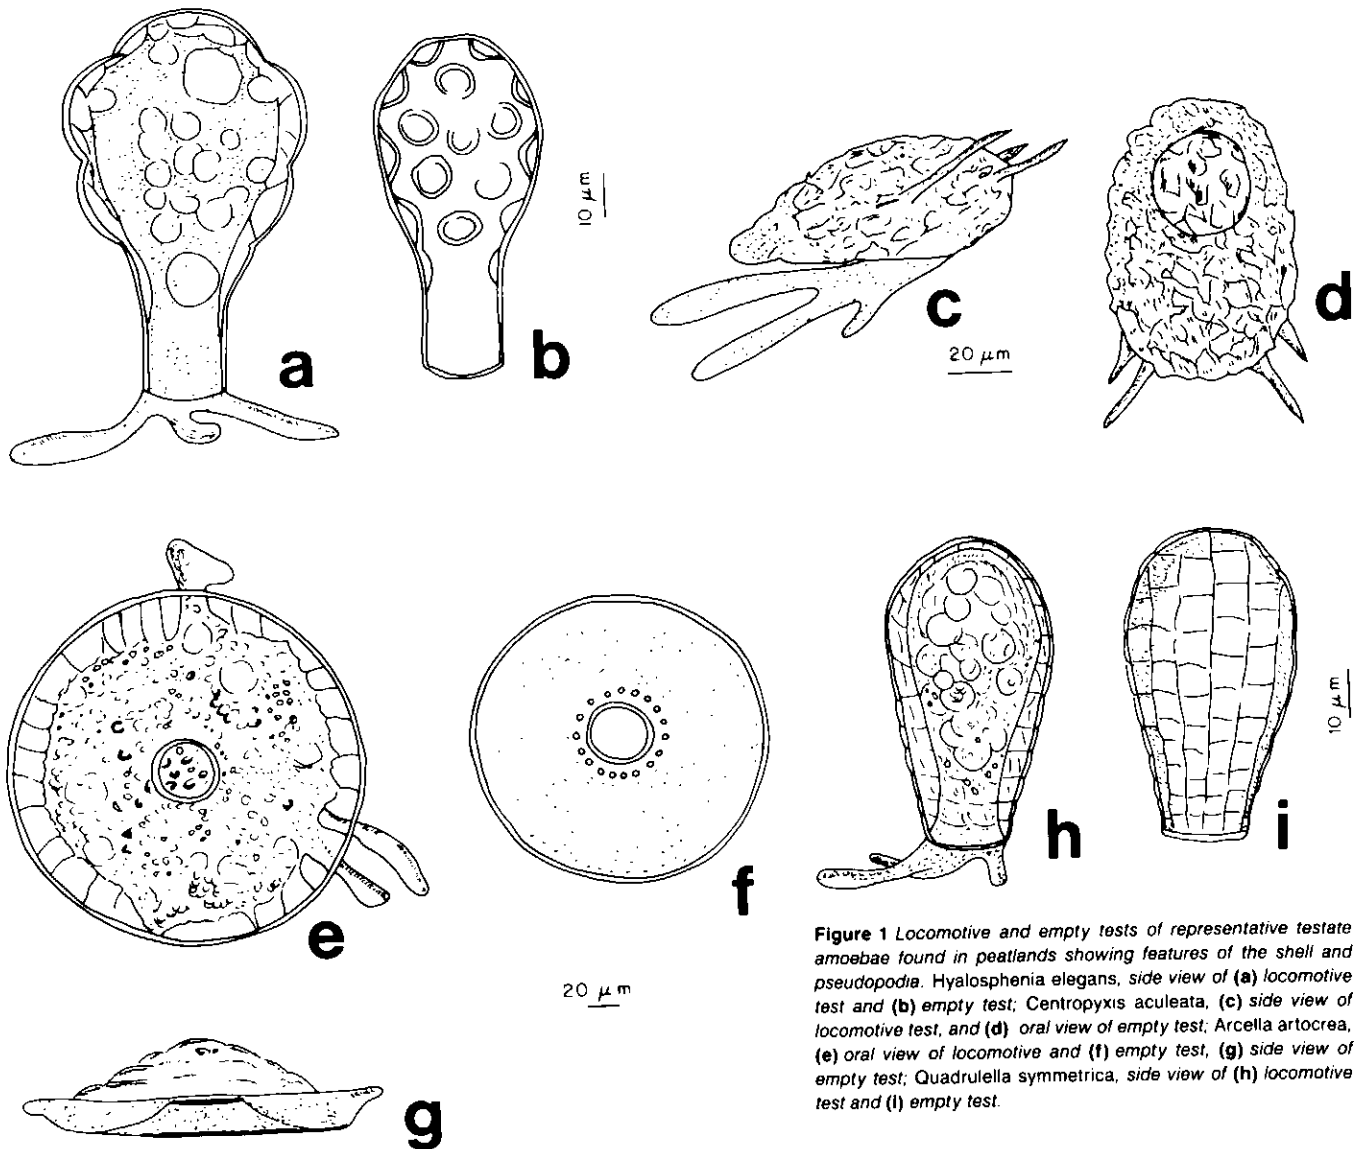 a
b
10 μm
c
20 μm
d
e
f
20 μm
g
h
i
10 μm
Figure 1 Locomotive and empty tests of representative testate
amoebae found in peatlands showing features of the shell and
pseudopodia. Hyalosphenia elegans, side view of (a) locomotive
test and (b) empty test; Centropyxis aculeata, (c) side view of
locomotive test, and (d) oral view of empty test; Arcella artocrea,
(e) oral view of locomotive and (f) empty test, (g) side view of
empty test; Quadrulella symmetrica, side view of (h) locomotive
test and (i) empty test.